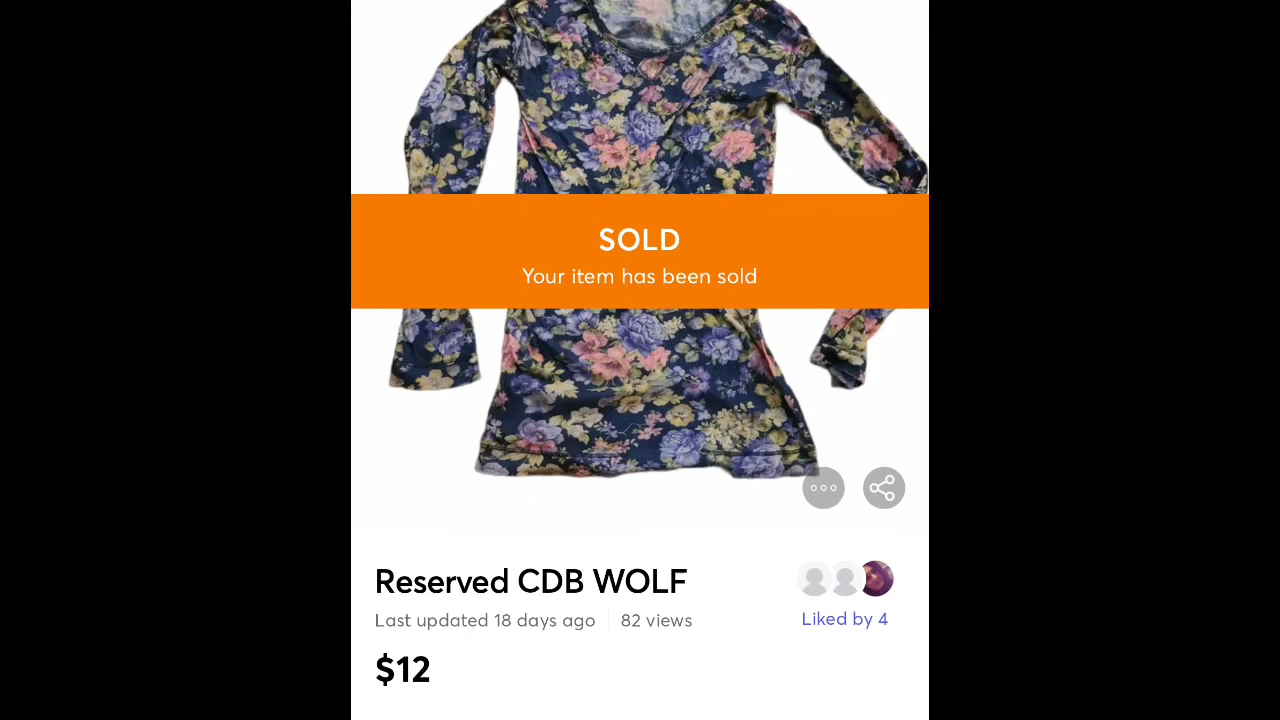 SOLD
Your item has been sold
Reserved CDB WOLF
Last updated 18 days ago
82 views
Liked by 4
$12